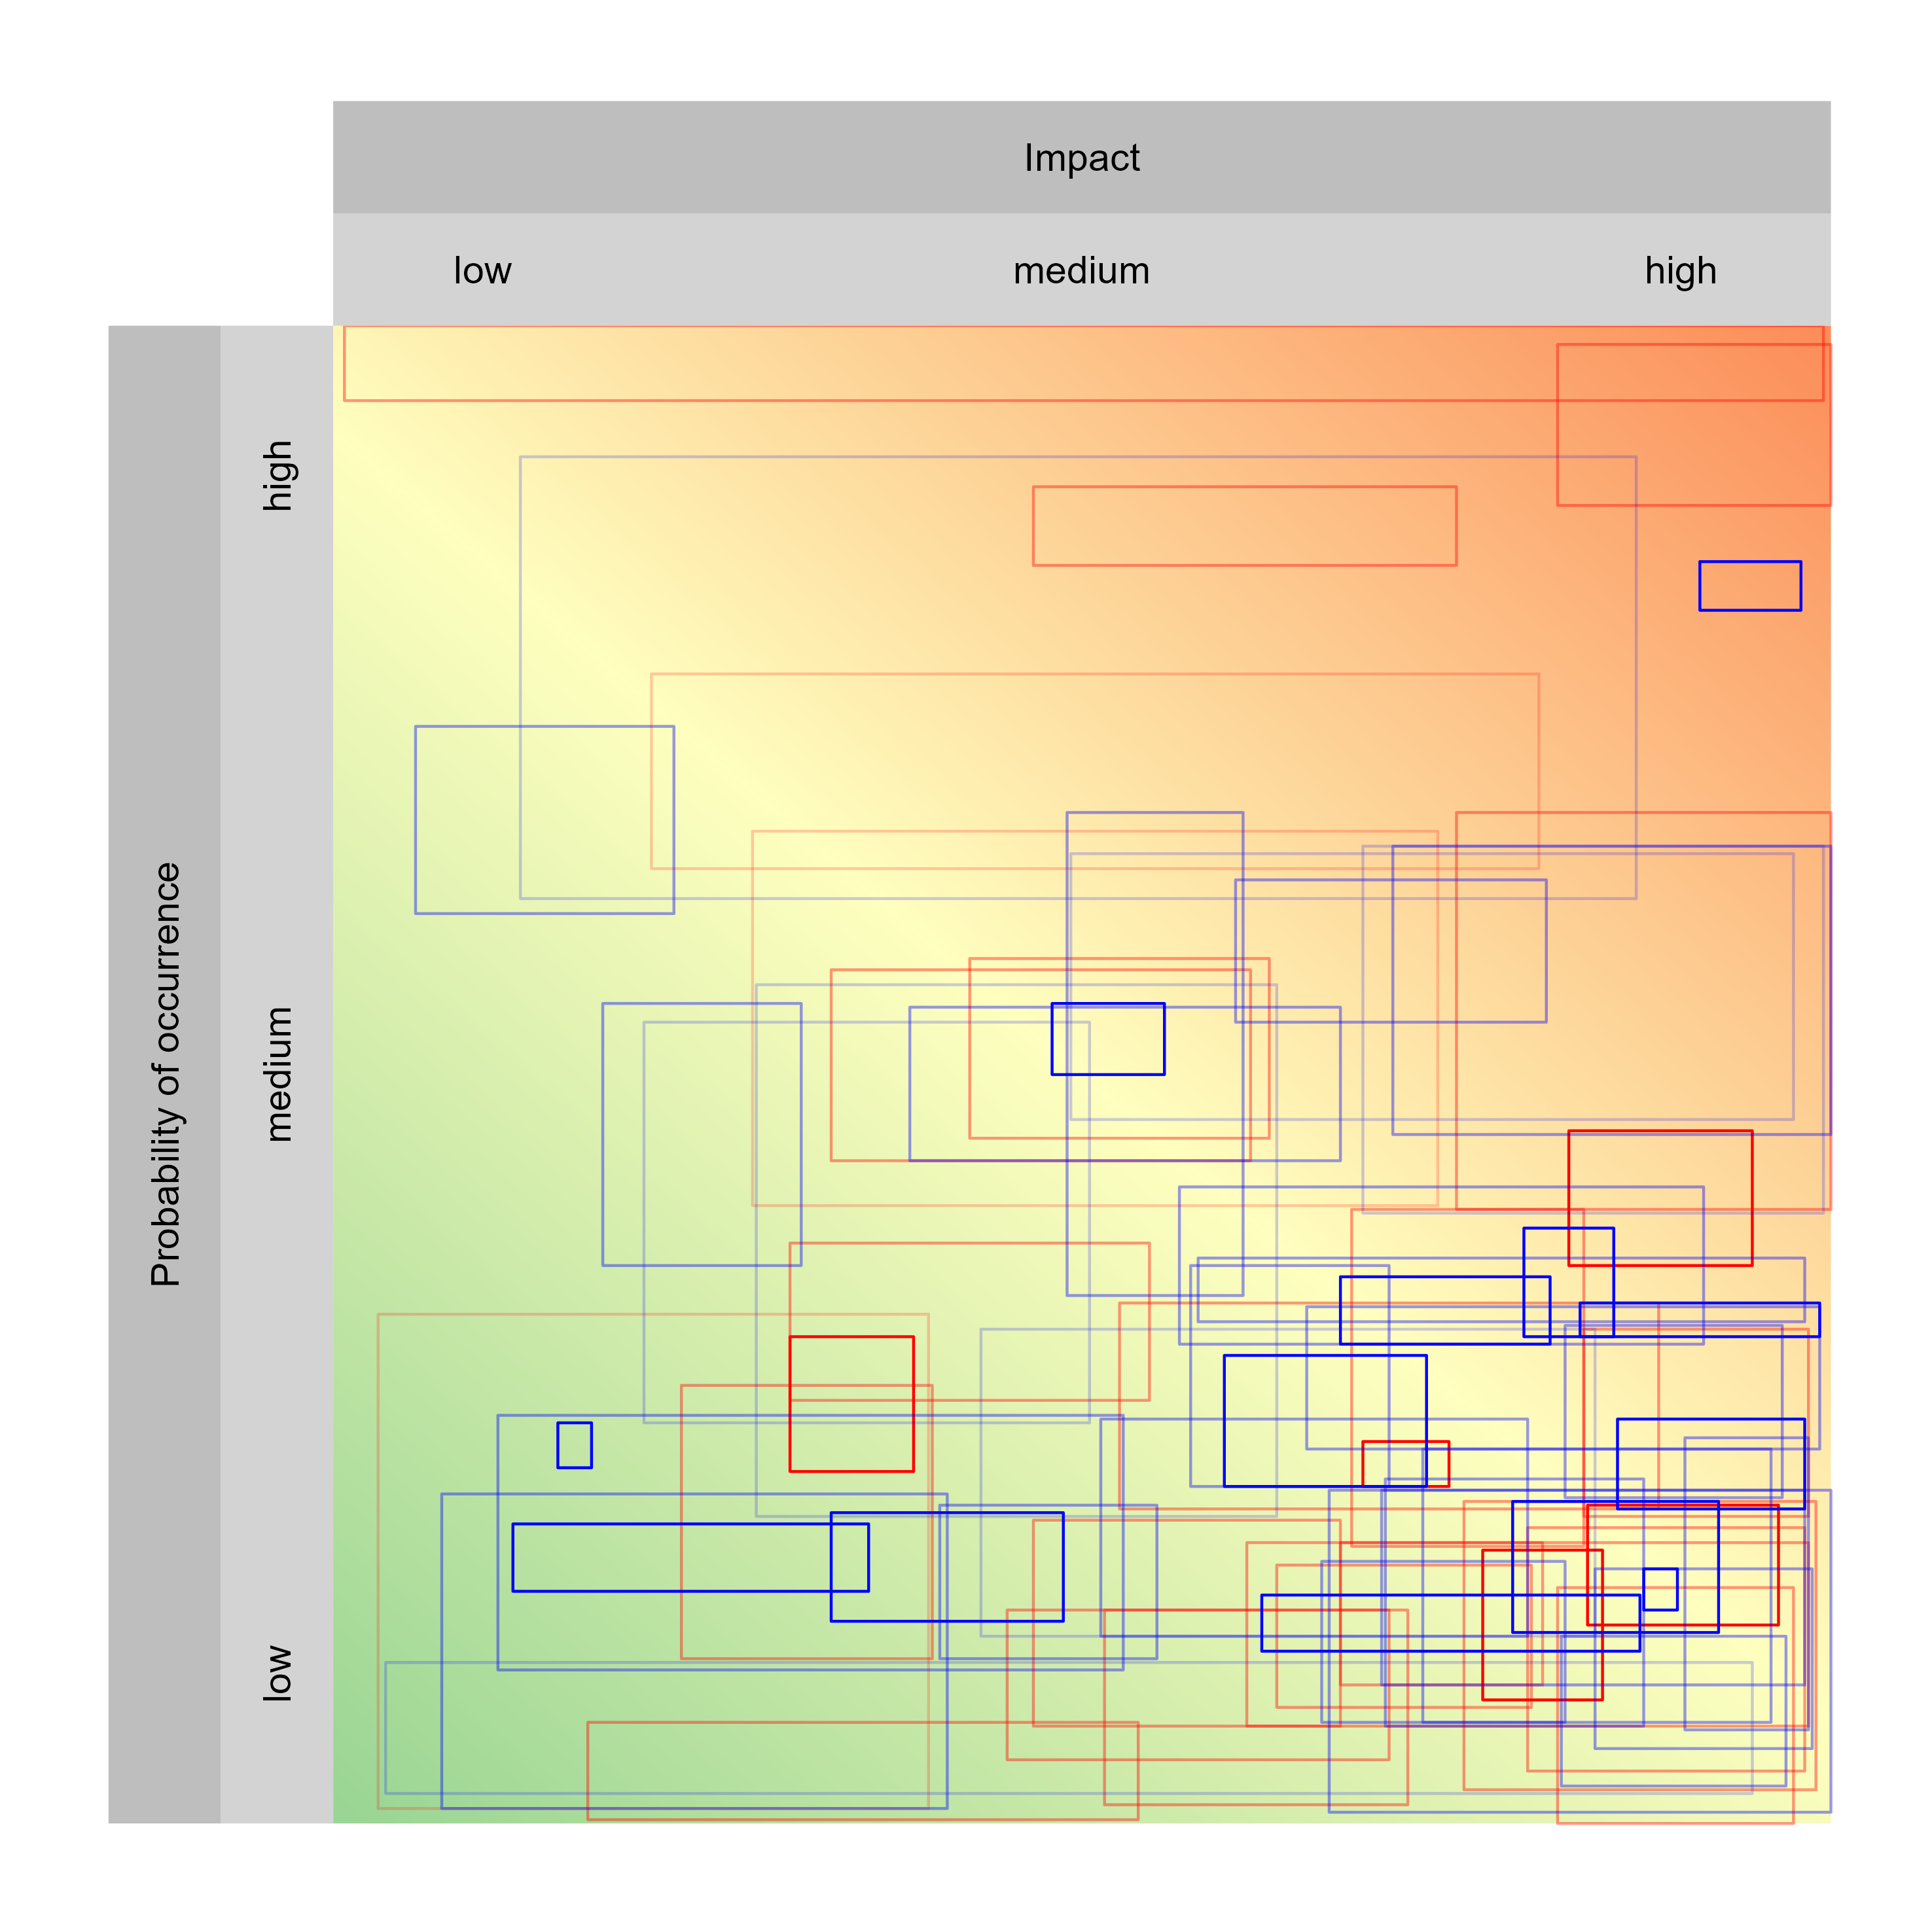 Impact
low medium high
Probability of occurrence
high
medium
low